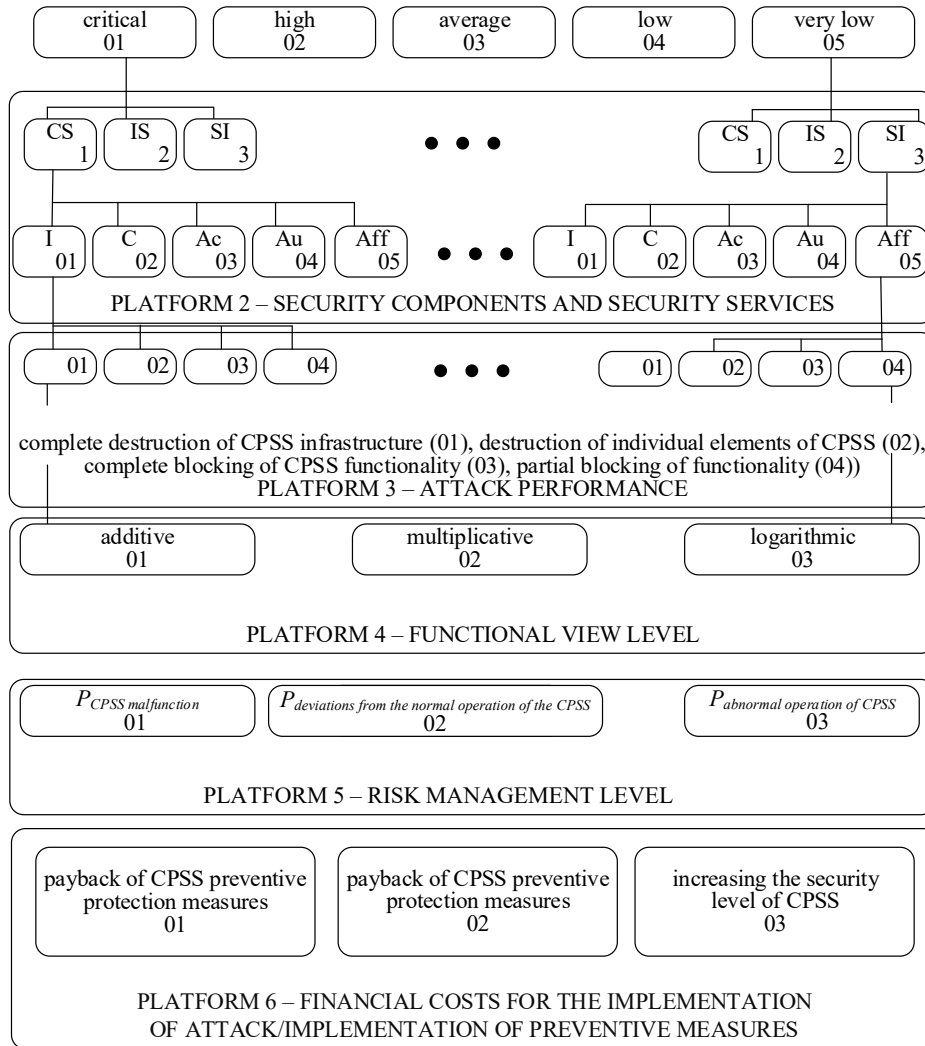 critical high average low very low
01 02 03 04 05
CS IS SI CS IS SI
1 2 3 1 2 3
I C Ac Au Aff I C Ac Au Aff
01 02 03 04 05 01 02 03 04 05
PLATFORM 2 – SECURITY COMPONENTS AND SECURITY SERVICES
01 02 03 04 01 02 03 04
complete destruction of CPSS infrastructure (01), destruction of individual elements of CPSS (02),
complete blocking of CPSS functionality (03), partial blocking of functionality (04))
PLATFORM 3 – ATTACK PERFORMANCE
additive multiplicative logarithmic
01 02 03
PLATFORM 4 – FUNCTIONAL VIEW LEVEL
P CPSS malfunction P deviations from the normal operation of the CPSS P abnormal operation of CPSS
01 02 03
PLATFORM 5 – RISK MANAGEMENT LEVEL
payback of CPSS preventive payback of CPSS preventive increasing the security
protection measures protection measures level of CPSS
01 02 03
PLATFORM 6 – FINANCIAL COSTS FOR THE IMPLEMENTATION
OF ATTACK/IMPLEMENTATION OF PREVENTIVE MEASURES